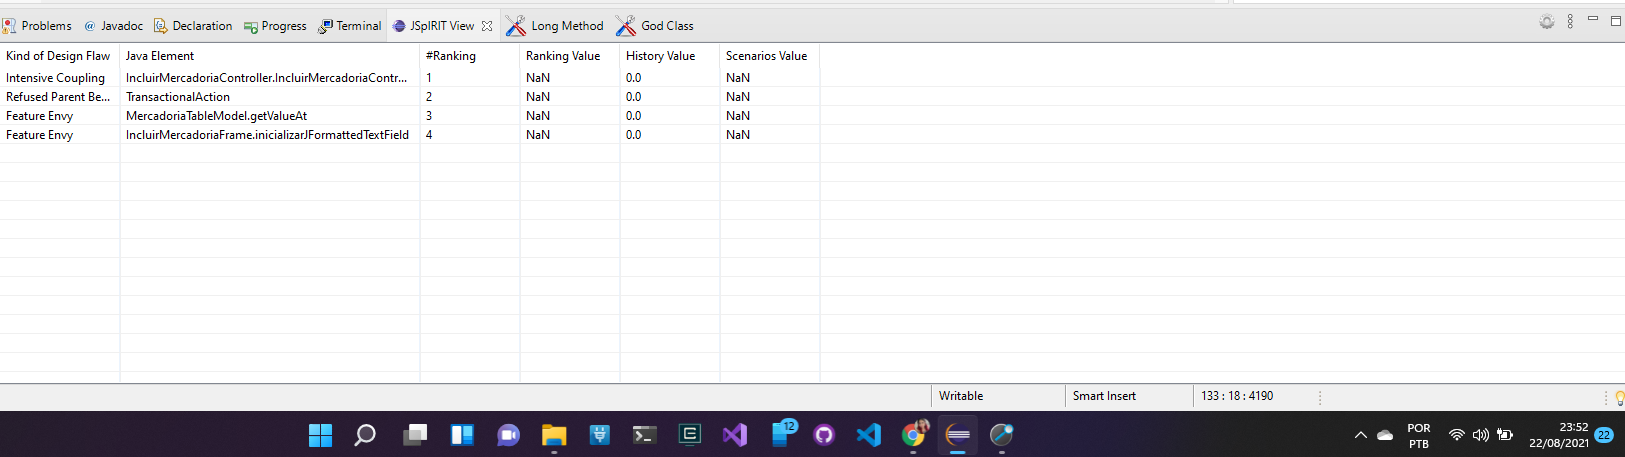 Problems Javadoc Declaration Progress Terminal JSpIRIT View Long Method God Class
Kind of Design Flaw Java Element #Ranking Ranking Value History Value Scenarios Value
Intensive Coupling IncluirMercadoriaController.IncluirMercadoriaContr... 1 NaN 0.0 NaN
Refused Parent Be... TransactionalAction 2 NaN 0.0 NaN
Feature Envy MercadoriaTableModel.getValueAt 3 NaN 0.0 NaN
Feature Envy IncluirMercadoriaFrame.inicializarJFormattedTextField 4 NaN 0.0 NaN
Writable Smart Insert 133 : 18 : 4190
12
POR 23:52
PTB 22/08/2021 22